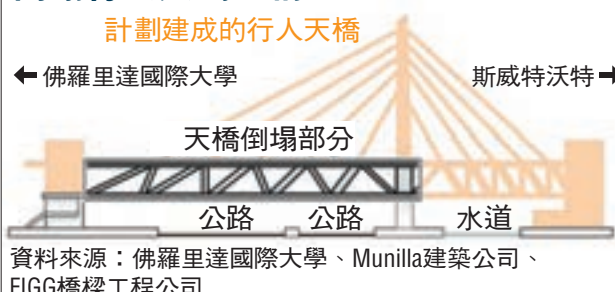 計劃建成的行人天橋
← 佛羅里達國際大學
斯威特沃特 →
天橋倒塌部分
公路
公路
水道
資料來源：佛羅里達國際大學、Munilla建築公司、
FIGG橋樑工程公司